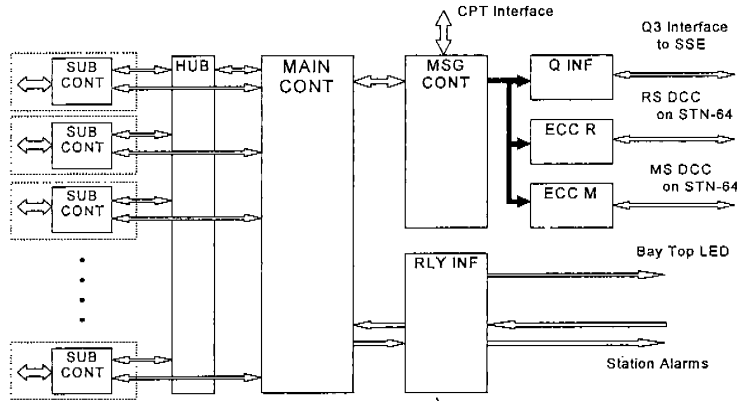 CPT Interface
Q3 Interface
to SSE
SUB
CONT
HUB
MAIN
CONT
MSG
CONT
Q INF
RS DCC
on STN-64
SUB
CONT
ECC R
MS DCC
on STN-64
SUB
CONT
ECC M
Bay Top LED
RLY INF
SUB
CONT
Station Alarms